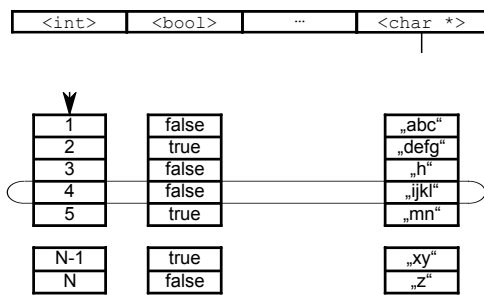 <int> <bool> ... <char *>
1 false „abc“
2 true „defg“
3 false „h“
4 false „ijkl“
5 true „mn“
N-1 true „xy“
N false „z“